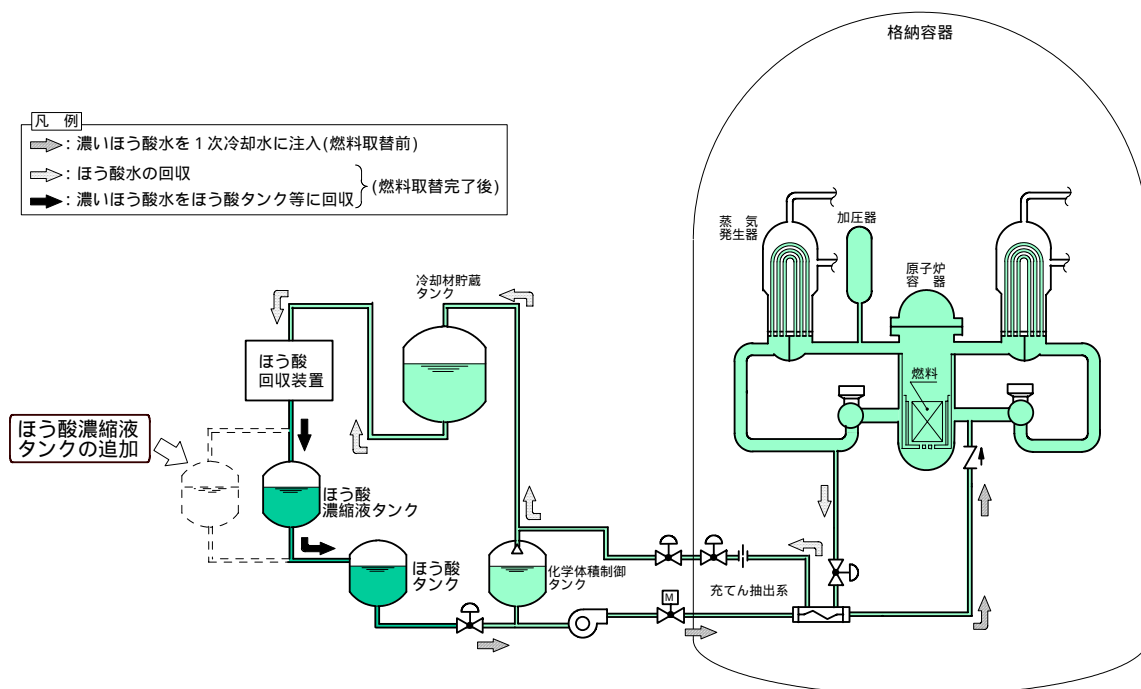 格納容器
凡 例
：濃いほう酸水を1次冷却水に注入(燃料取替前)
：ほう酸水の回収
：濃いほう酸水をほう酸タンク等に回収
(燃料取替完了後)
蒸 気
発生器
加圧器
原子炉
容 器
燃料
冷却材貯蔵
タンク
ほう酸
回収装置
ほう酸濃縮液
タンクの追加
ほう酸
濃縮液タンク
ほう酸
タンク
化学体積制御
タンク
充てん抽出系
M